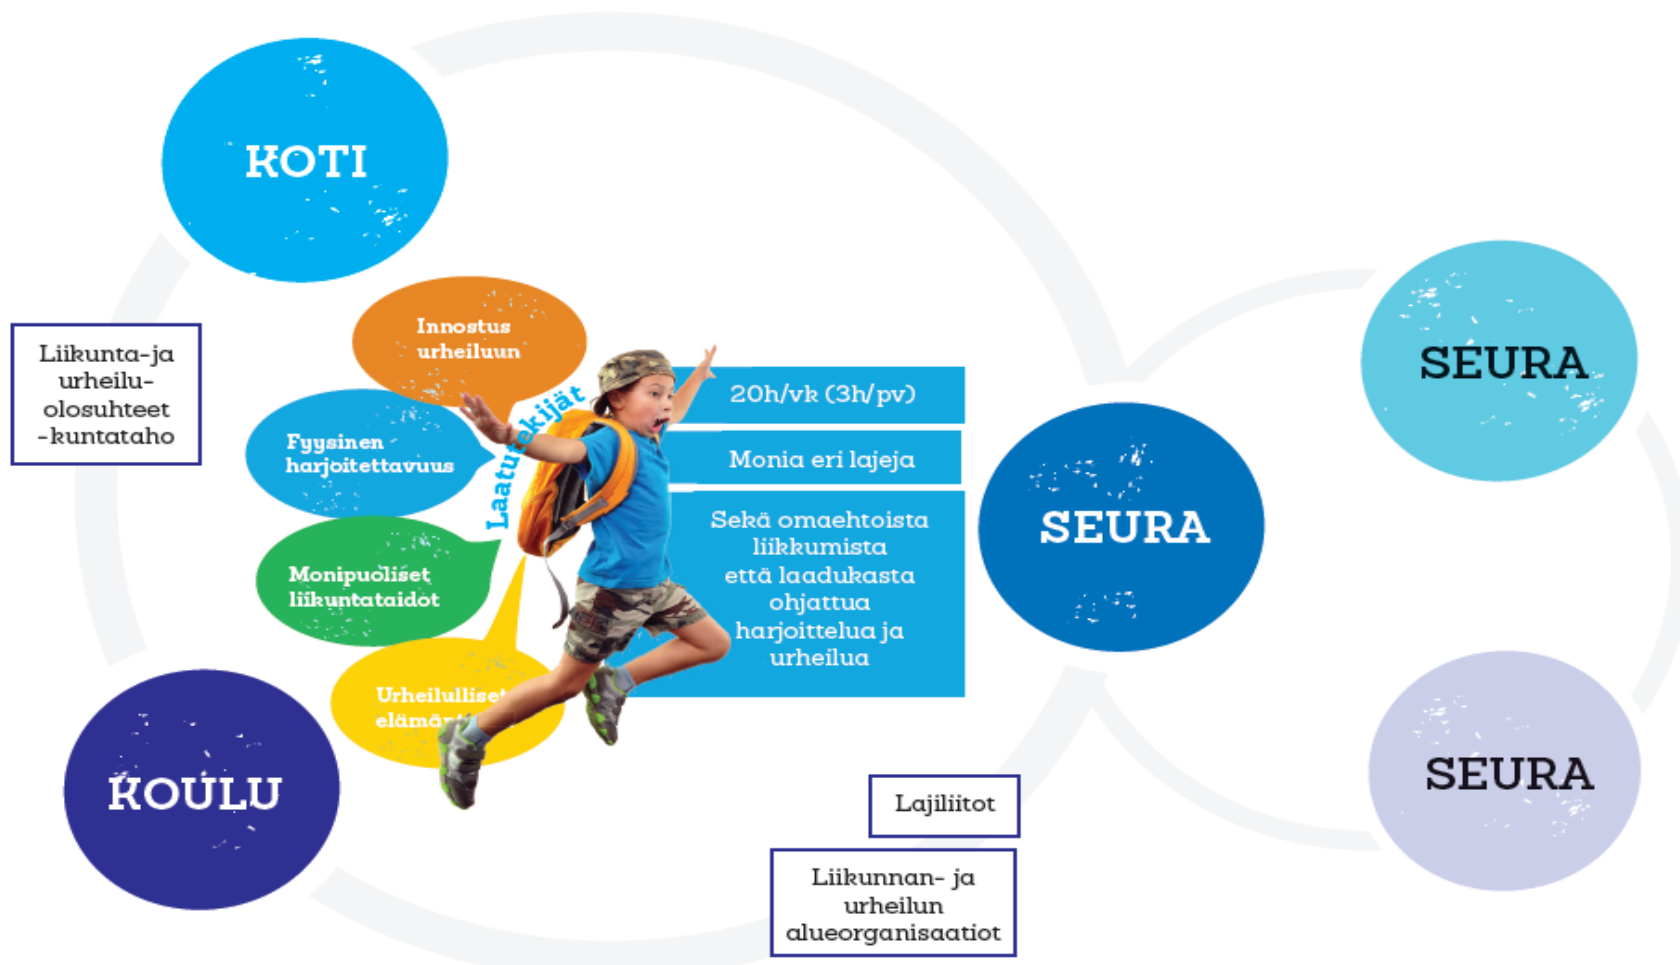 KOTI
Innostus
urheiluun
Liikunta-ja
urheilu-
olosuhteet
-kuntataho
Fyysinen
harjoitettavuus
Monipuoliset
liikuntataidot
Urheilulliset
Laatutekijät
20h/vk (3h/pv)
Monia eri lajeja
Sekä omaehtoista
liikkumista
että laadukasta
ohjattua
harjoittelua ja
urheilua
SEURA
SEURA
SEURA
KOULU
Lajiliitot
Liikunnan- ja
urheilun
alueorganisaatiot